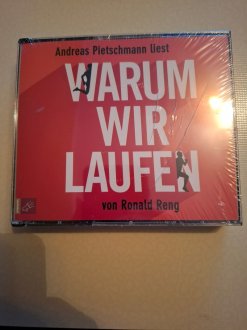 Andreas Pietschmann liest
WARUM
WIR
LAUFEN
von Ronald Reng